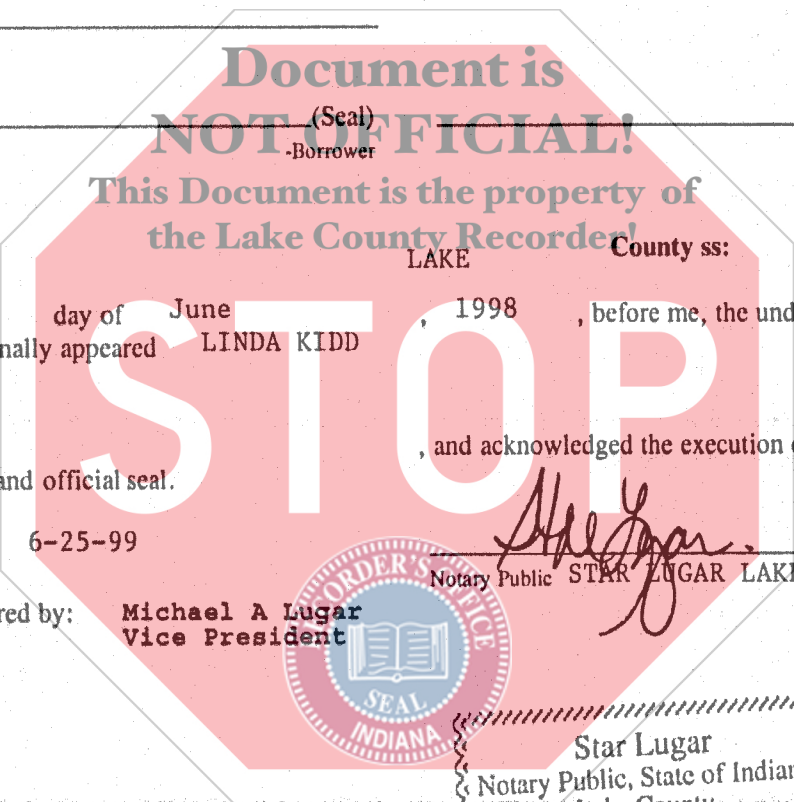 Document is
(Seal)
NOT OFFICIAL!
-Borrower
This Document is the property of
the Lake County Recorder!
LAKE County ss:
day of June , 1998 , before me, the und
nally appeared LINDA KIDD
STOP
, and acknowledged the execution
and official seal.
6-25-99
Notary Public STAR LUGAR LAKE
red by: Michael A Lugar
Vice President
RECORDER'S OFFICE
SEAL
INDIANA
Star Lugar
Notary Public, State of Indian